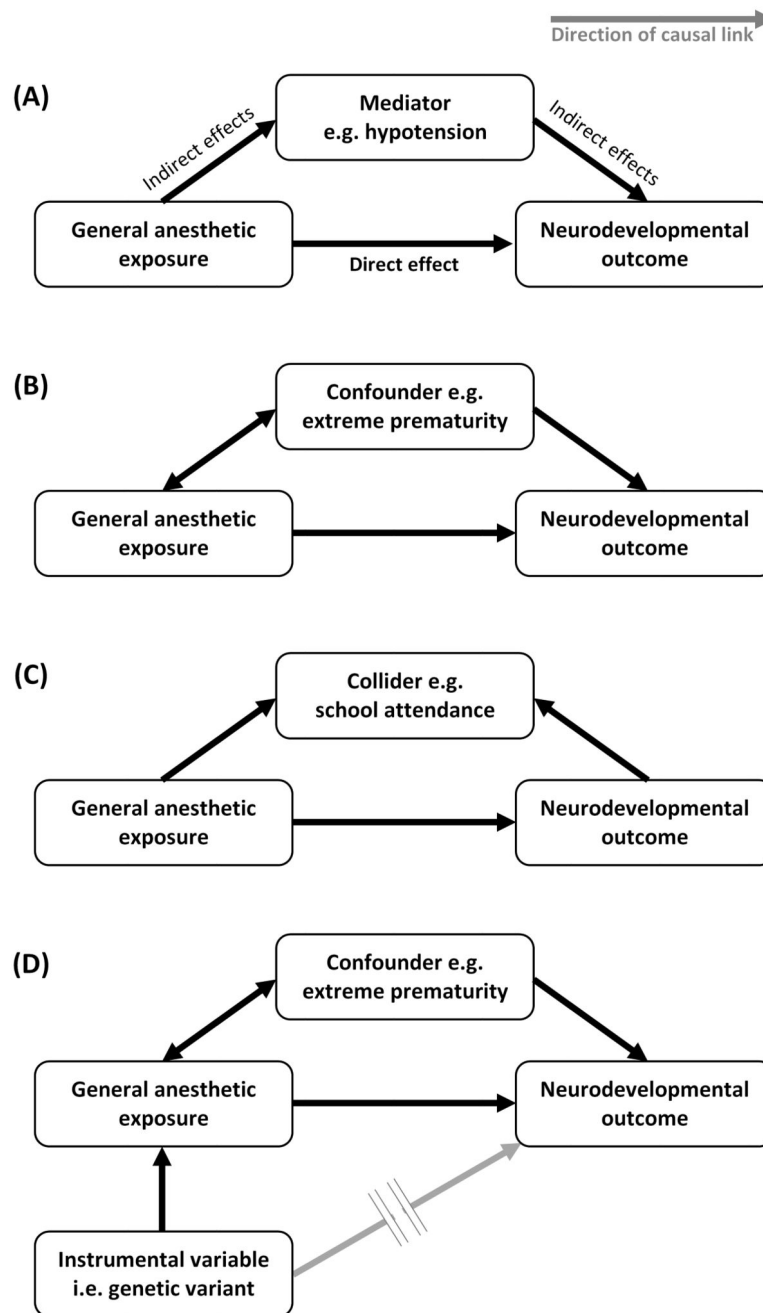 Direction of causal link
(A)
Mediator
e.g. hypotension
Indirect effects
Indirect effects
General anesthetic
exposure
Direct effect
Neurodevelopmental
outcome
(B)
Confounder e.g.
extreme prematurity
General anesthetic
exposure
Neurodevelopmental
outcome
(C)
Collider e.g.
school attendance
General anesthetic
exposure
Neurodevelopmental
outcome
(D)
Confounder e.g.
extreme prematurity
General anesthetic
exposure
Neurodevelopmental
outcome
Instrumental variable
i.e. genetic variant